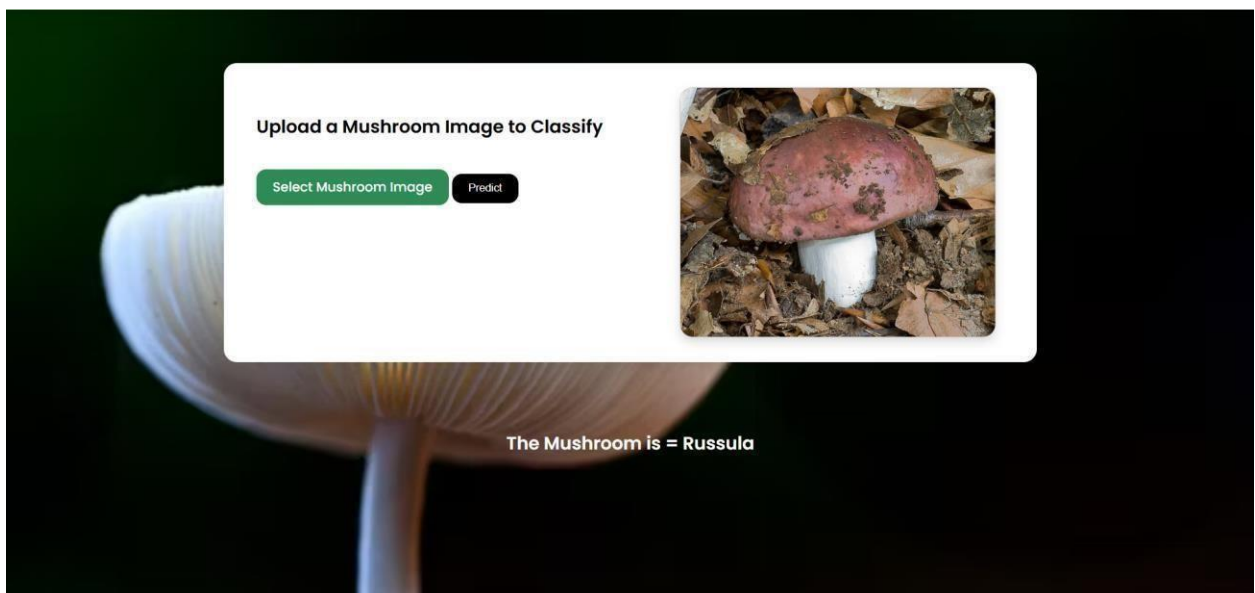 Upload a Mushroom Image to Classify
Select Mushroom Image Predict
The Mushroom is = Russula